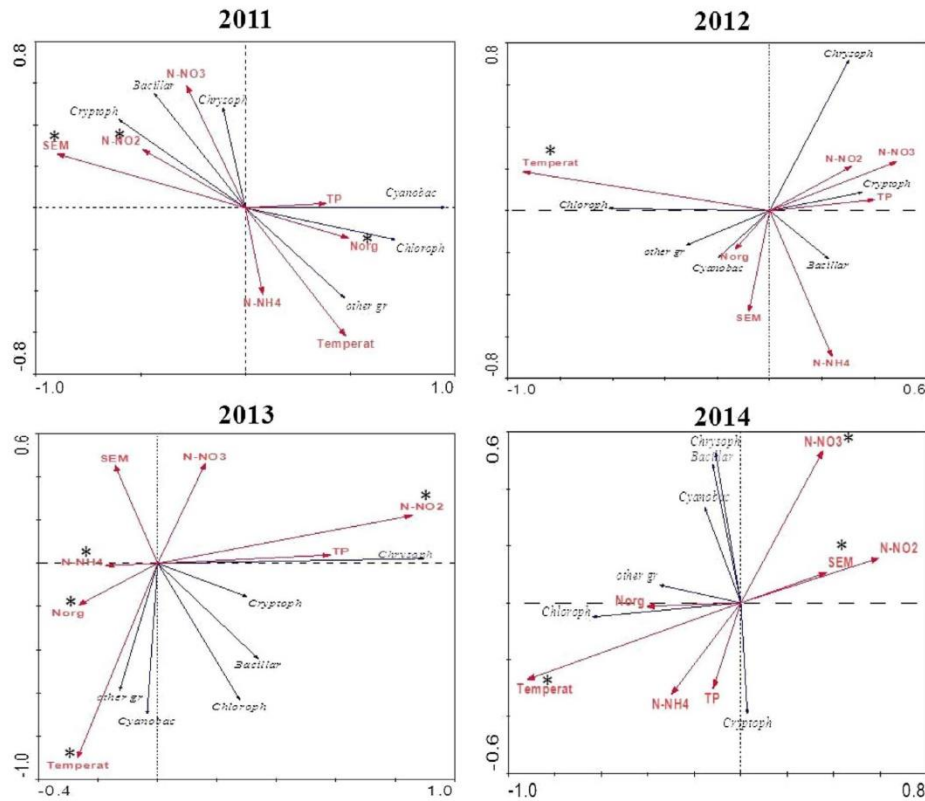 2011
0.8
-0.8
-1.0
1.0
N-NO3
Bacillar
Chrysoph
Cryptoph
*
*
N-NO2
SEM
TP
Cyanobac
*
Norg
Chloroph
N-NH4
other gr
Temperat
2012
0.8
-0.8
-1.0
0.6
Chrysoph
*
Temperat
N-NO2
N-NO3
Cryptoph
TP
Chloroph
other gr
Norg
Cyanobac
Bacillar
SEM
N-NH4
2013
0.6
-1.0
-0.4
1.0
SEM
N-NO3
*
N-NO2
*
N-NH4
TP
Chrysoph
*
Norg
Cryptoph
Bacillar
other gr
Chloroph
Cyanobac
*
Temperat
2014
0.6
-0.6
-1.0
0.8
Chrysoph
Bacillar
N-NO3
*
Cyanobac
*
N-NO2
SEM
other gr
Norg
Chloroph
Temperat
*
N-NH4
TP
Cryptoph